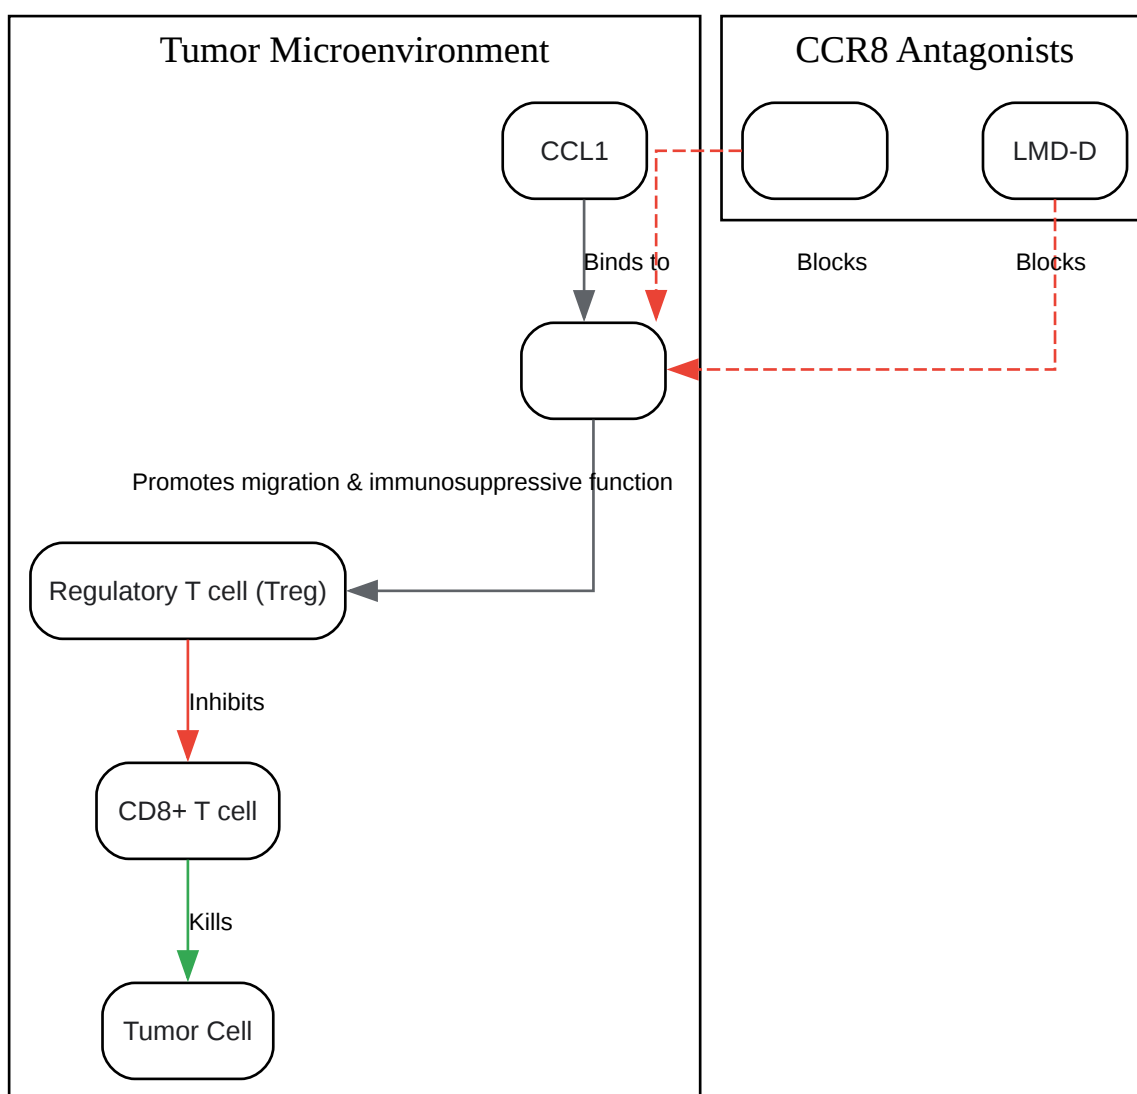 Tumor Microenvironment
CCR8 Antagonists
CCL1
LMD-D
Binds to
Blocks
Blocks
Promotes migration & immunosuppressive function
Regulatory T cell (Treg)
Inhibits
CD8+ T cell
Kills
Tumor Cell